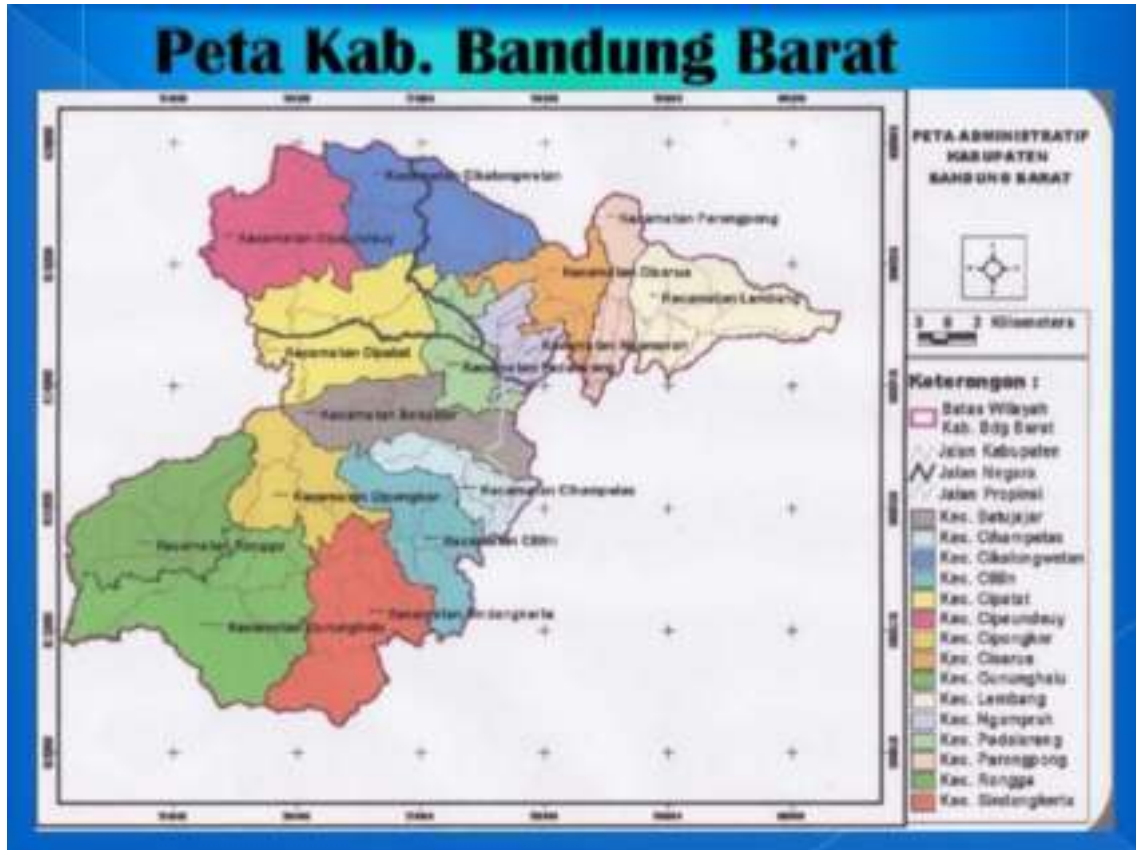 Peta Kab. Bandung Barat
PETA ADMINISTRATIF
KABUPATEN
BANDUNG BARAT
3 0 3 Kilometers
Keterangan :
Batas Wilayah
Kab. Bdg Barat
Jalan Kabupaten
Jalan Negara
Jalan Propinsi
Kec. Batujajar
Kec. Cihampelas
Kec. Cikalongwetan
Kec. Cipatat
Kec. Cipeundeuy
Kec. Cipongkor
Kec. Cisarua
Kec. Gununghalu
Kec. Lembang
Kec. Ngamprah
Kec. Padalarang
Kec. Parongpong
Kec. Rongga
Kec. Sindangkerta
Kecamatan Cikalongwetan
Kecamatan Parongpong
Kecamatan Cipeundeuy
Kecamatan Cisarua
Kecamatan Lembang
Kecamatan Ngamprah
Kecamatan Cipatat
Kecamatan Padalarang
Kecamatan Batujajar
Kecamatan Cihampelas
Kecamatan Cipongkor
Kecamatan
Kecamatan Rongga
Kecamatan Sindangkerta
Kecamatan Gununghalu